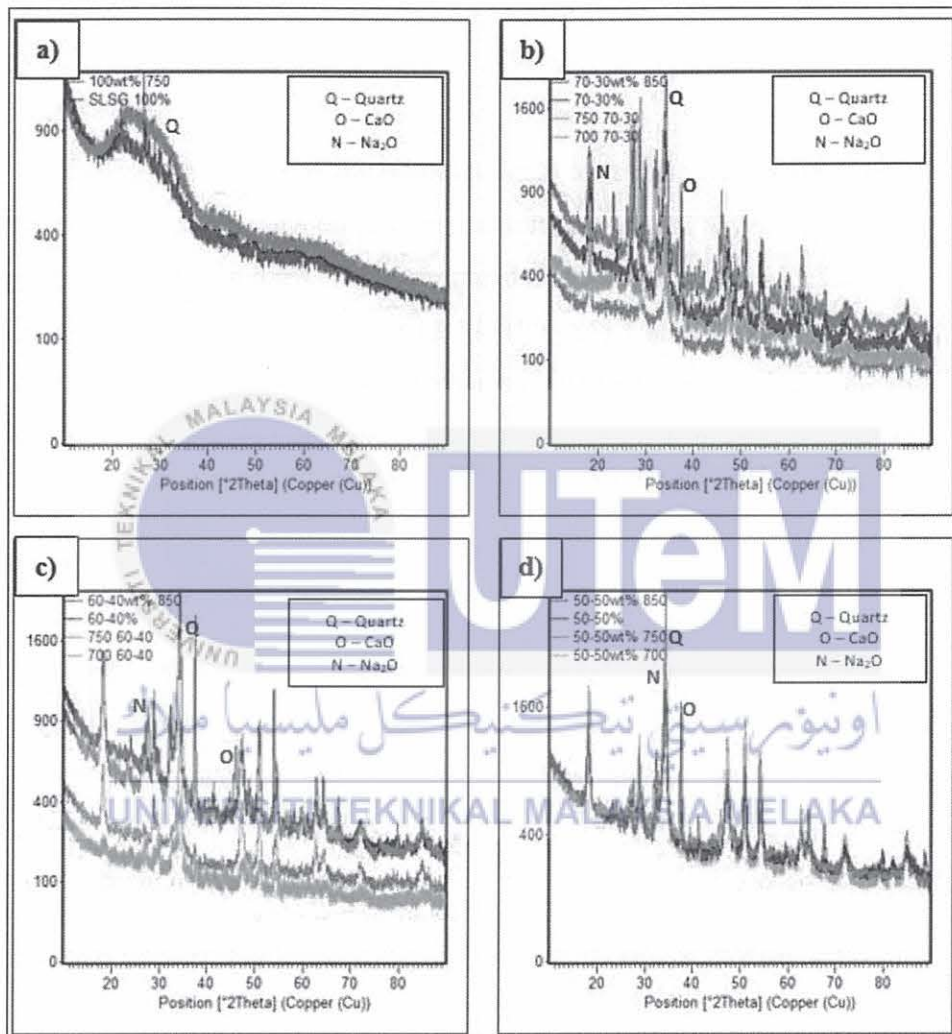 a)
100wt% 750
SLSG 100%
Q
Q – Quartz
O – CaO
N – Na₂O
900
400
100
0
20 30 40 50 60 70 80
Position [°2Theta] (Copper (Cu))
b)
70-30wt% 850
70-30%
750 70-30
700 70-30
Q
N
O
Q – Quartz
O – CaO
N – Na₂O
1600
900
400
100
0
20 30 40 50 60 70 80
Position [°2Theta] (Copper (Cu))
c)
60-40wt% 850
60-40%
750 60-40
700 60-40
Q
N
O
Q – Quartz
O – CaO
N – Na₂O
1600
900
400
100
0
20 30 40 50 60 70 80
Position [°2Theta] (Copper (Cu))
d)
50-50wt% 850
50-50%
50-50wt% 750
50-50wt% 700
Q
N
O
Q – Quartz
O – CaO
N – Na₂O
1600
400
0
20 30 40 50 60 70 80
Position [°2Theta] (Copper (Cu))
UNIVERSITI TEKNIKAL MALAYSIA MELAKA
UTeM
اونيۏرسيتي تيكنيكل مليسيا ملاك
UNIVERSITI TEKNIKAL MALAYSIA MELAKA